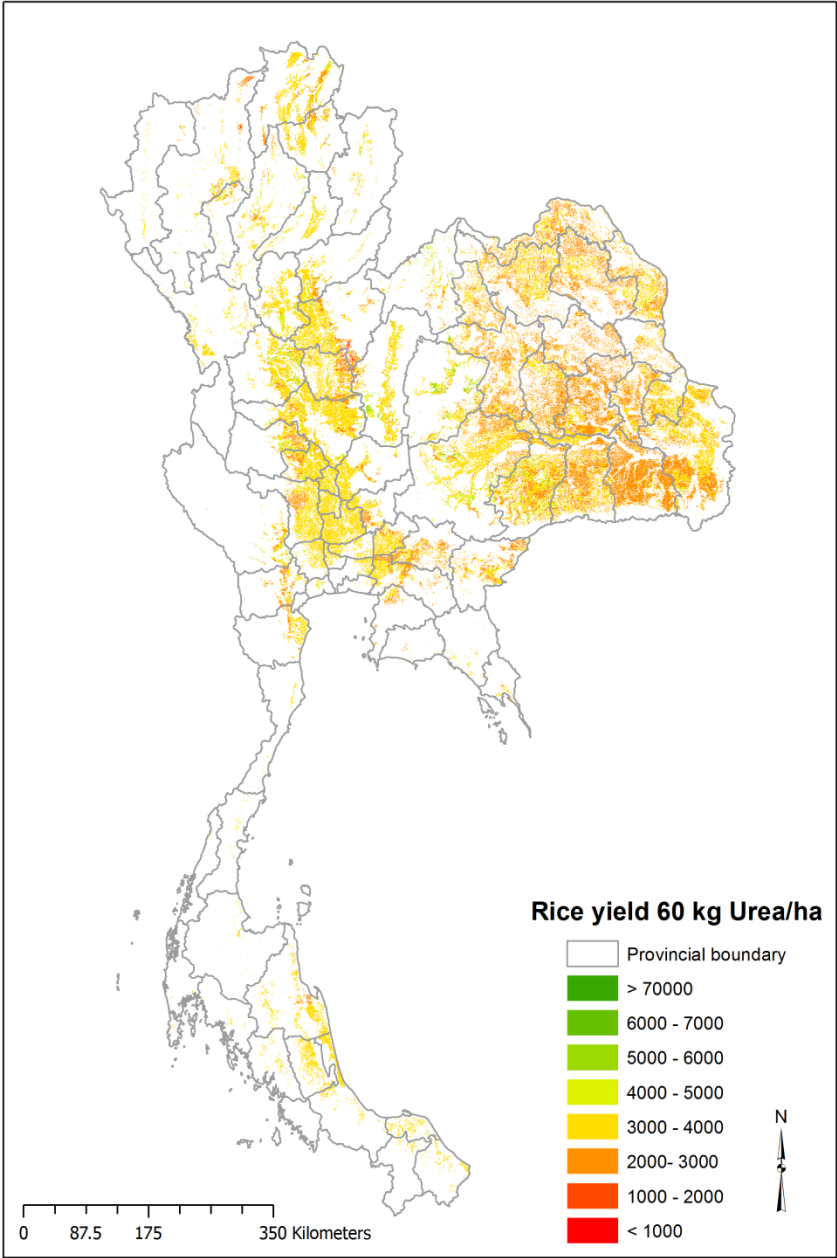 Rice yield 60 kg Urea/ha
Provincial boundary
> 70000
6000 - 7000
5000 - 6000
4000 - 5000
3000 - 4000
2000- 3000
1000 - 2000
< 1000
N
0 87.5 175 350 Kilometers